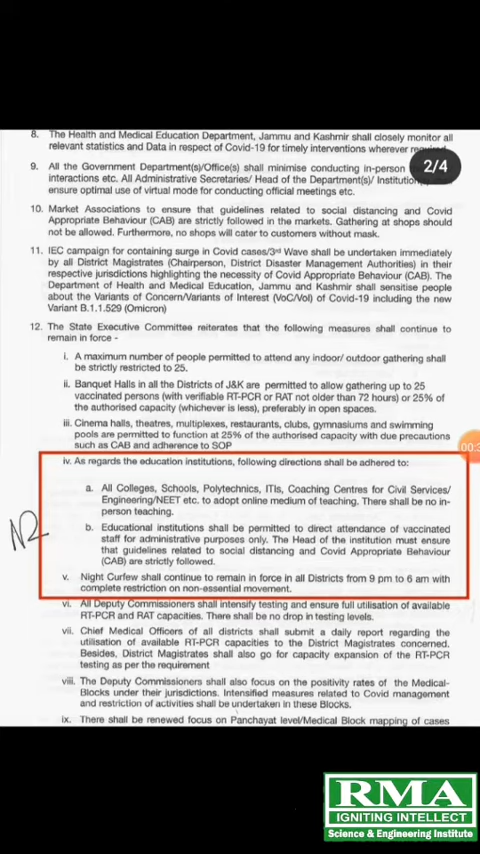 8. The Health and Medical Education Department, Jammu and Kashmir shall closely monitor all
relevant statistics and Data in respect of Covid-19 for timely interventions wherever required.
2/4
9. All the Government Department(s)/Office(s) shall minimise conducting in-person
interactions etc. All Administrative Secretaries/ Head of the Department(s)/ Institution
ensure optimal use of virtual mode for conducting official meetings etc.
10. Market Associations to ensure that guidelines related to social distancing and Covid
Appropriate Behaviour (CAB) are strictly followed in the markets. Gathering at shops should
not be allowed. Furthermore, no shops will cater to customers without mask.
11. IEC campaign for containing surge in Covid cases/3rd Wave shall be undertaken immediately
by all District Magistrates (Chairperson, District Disaster Management Authorities) in their
respective jurisdictions highlighting the necessity of Covid Appropriate Behaviour (CAB). The
Department of Health and Medical Education, Jammu and Kashmir shall sensitise people
about the Variants of Concern/Variants of Interest (VoC/VoI) of Covid-19 including the new
Variant B.1.1.529 (Omicron)
12. The State Executive Committee reiterates that the following measures shall continue to
remain in force -
i. A maximum number of people permitted to attend any indoor/ outdoor gathering shall
be strictly restricted to 25.
ii. Banquet Halls in all the Districts of J&K are permitted to allow gathering up to 25
vaccinated persons (with verifiable RT-PCR or RAT not older than 72 hours) or 25% of
the authorised capacity (whichever is less), preferably in open spaces.
iii. Cinema halls, theatres, multiplexes, restaurants, clubs, gymnasiums and swimming
pools are permitted to function at 25% of the authorised capacity with due precautions
such as CAB and adherence to SOP
00:3
iv. As regards the education institutions, following directions shall be adhered to:
a. All Colleges, Schools, Polytechnics, ITIs, Coaching Centres for Civil Services/
Engineering/NEET etc. to adopt online medium of teaching. There shall be no in-
person teaching.
b. Educational institutions shall be permitted to direct attendance of vaccinated
staff for administrative purposes only. The Head of the institution must ensure
that guidelines related to social distancing and Covid Appropriate Behaviour
(CAB) are strictly followed.
v. Night Curfew shall continue to remain in force in all Districts from 9 pm to 6 am with
complete restriction on non-essential movement.
vi. All Deputy Commissioners shall intensify testing and ensure full utilisation of available
RT-PCR and RAT capacities. There shall be no drop in testing levels.
vii. Chief Medical Officers of all districts shall submit a daily report regarding the
utilisation of available RT-PCR capacities to the District Magistrates concerned.
Besides, District Magistrates shall also go for capacity expansion of the RT-PCR
testing as per the requirement
viii. The Deputy Commissioners shall also focus on the positivity rates of the Medical-
Blocks under their jurisdictions. Intensified measures related to Covid management
and restriction of activities shall be undertaken in these Blocks.
ix. There shall be renewed focus on Panchayat level/Medical Block mapping of cases
RMA
IGNITING INTELLECT
Science & Engineering Institute